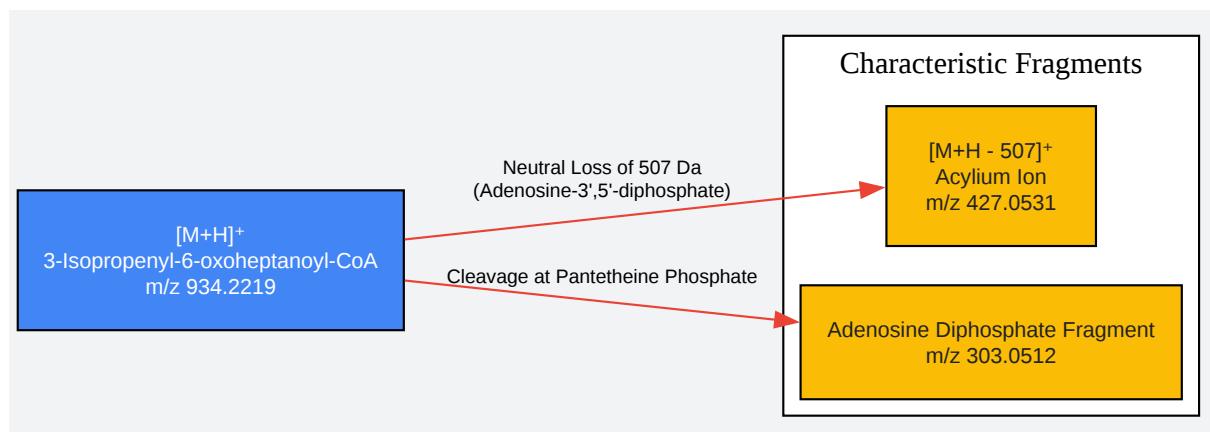 Characteristic Fragments
[M+H - 507]⁺
Acylium Ion
m/z 427.0531
Neutral Loss of 507 Da
(Adenosine-3',5'-diphosphate)
[M+H]⁺
3-Isopropenyl-6-oxoheptanoyl-CoA
m/z 934.2219
Cleavage at Pantetheine Phosphate
Adenosine Diphosphate Fragment
m/z 303.0512